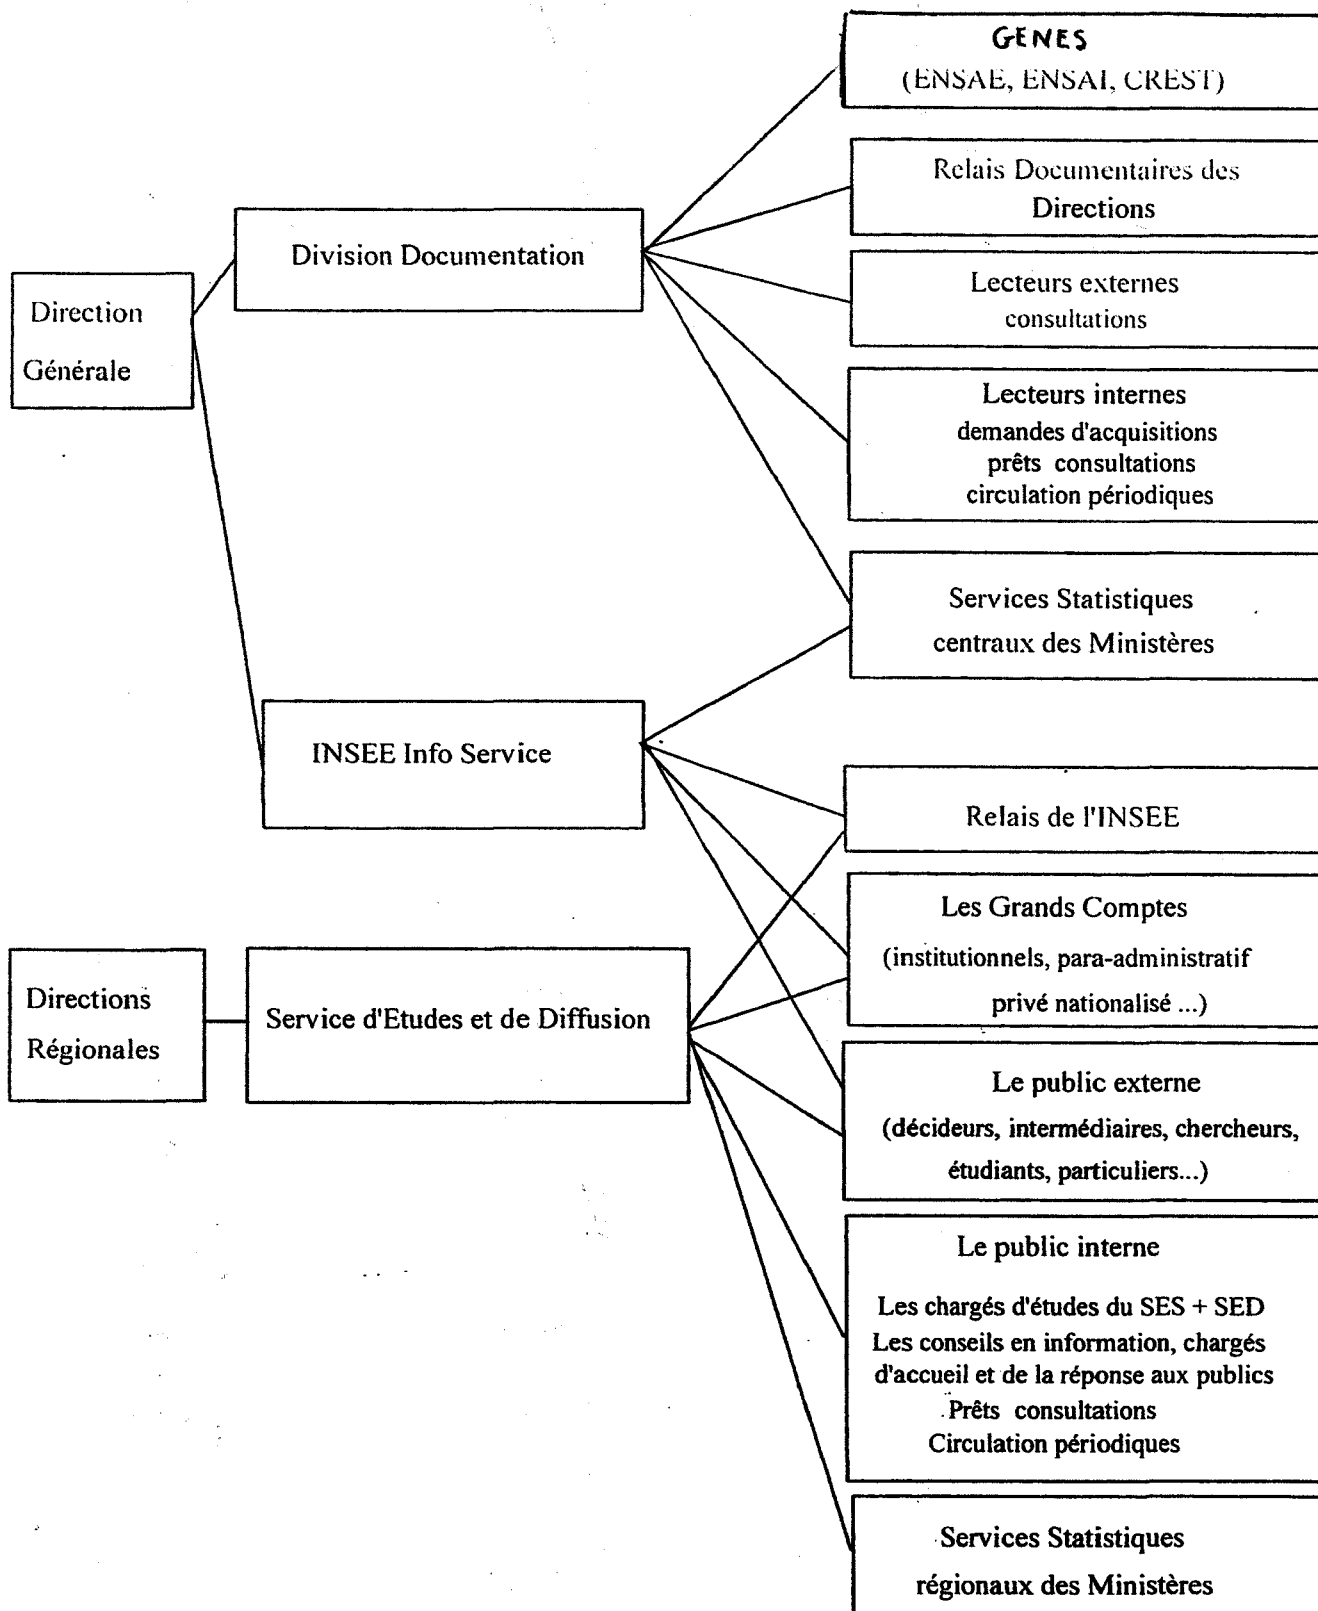 GENES
(ENSAE, ENSAI, CREST)
Relais Documentaires des
Directions
Division Documentation
Lecteurs externes
consultations
Direction
Générale
Lecteurs internes
demandes d'acquisitions
prêts consultations
circulation périodiques
Services Statistiques
centraux des Ministères
INSEE Info Service
Relais de l'INSEE
Les Grands Comptes
(institutionnels, para-administratif
privé nationalisé ...)
Directions
Régionales
Service d'Etudes et de Diffusion
Le public externe
(décideurs, intermédiaires, chercheurs,
étudiants, particuliers...)
Le public interne
Les chargés d'études du SES + SED
Les conseils en information, chargés
d'accueil et de la réponse aux publics
Prêts consultations
Circulation périodiques
Services Statistiques
régionaux des Ministères